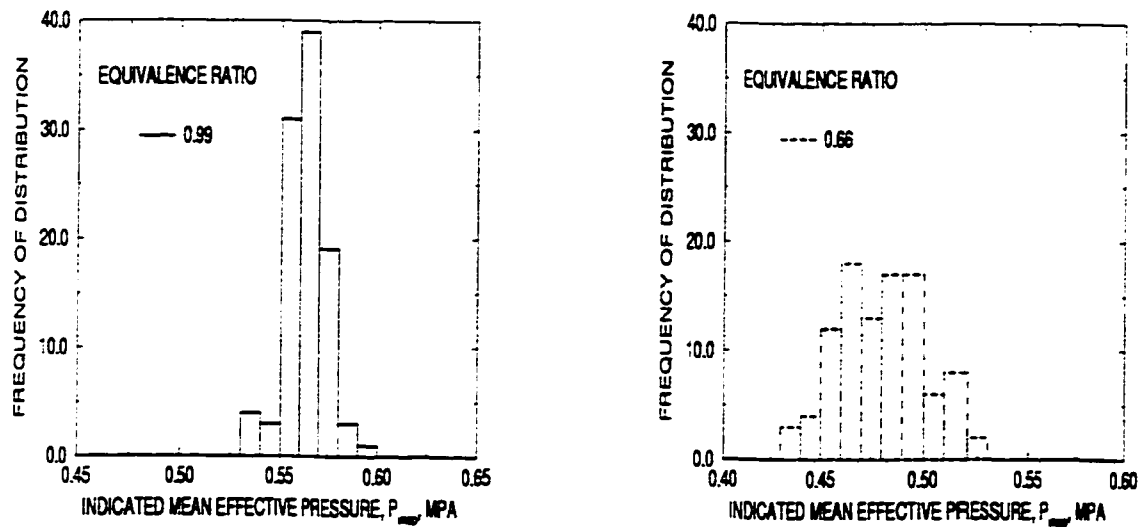 40.0
30.0
20.0
10.0
0.0
FREQUENCY OF DISTRIBUTION
EQUIVALENCE RATIO
0.99
0.45 0.50 0.55 0.60 0.65
INDICATED MEAN EFFECTIVE PRESSURE, P MPA
40.0
30.0
20.0
10.0
0.0
FREQUENCY OF DISTRIBUTION
EQUIVALENCE RATIO
0.66
0.40 0.45 0.50 0.55 0.60
INDICATED MEAN EFFECTIVE PRESSURE, P MPA